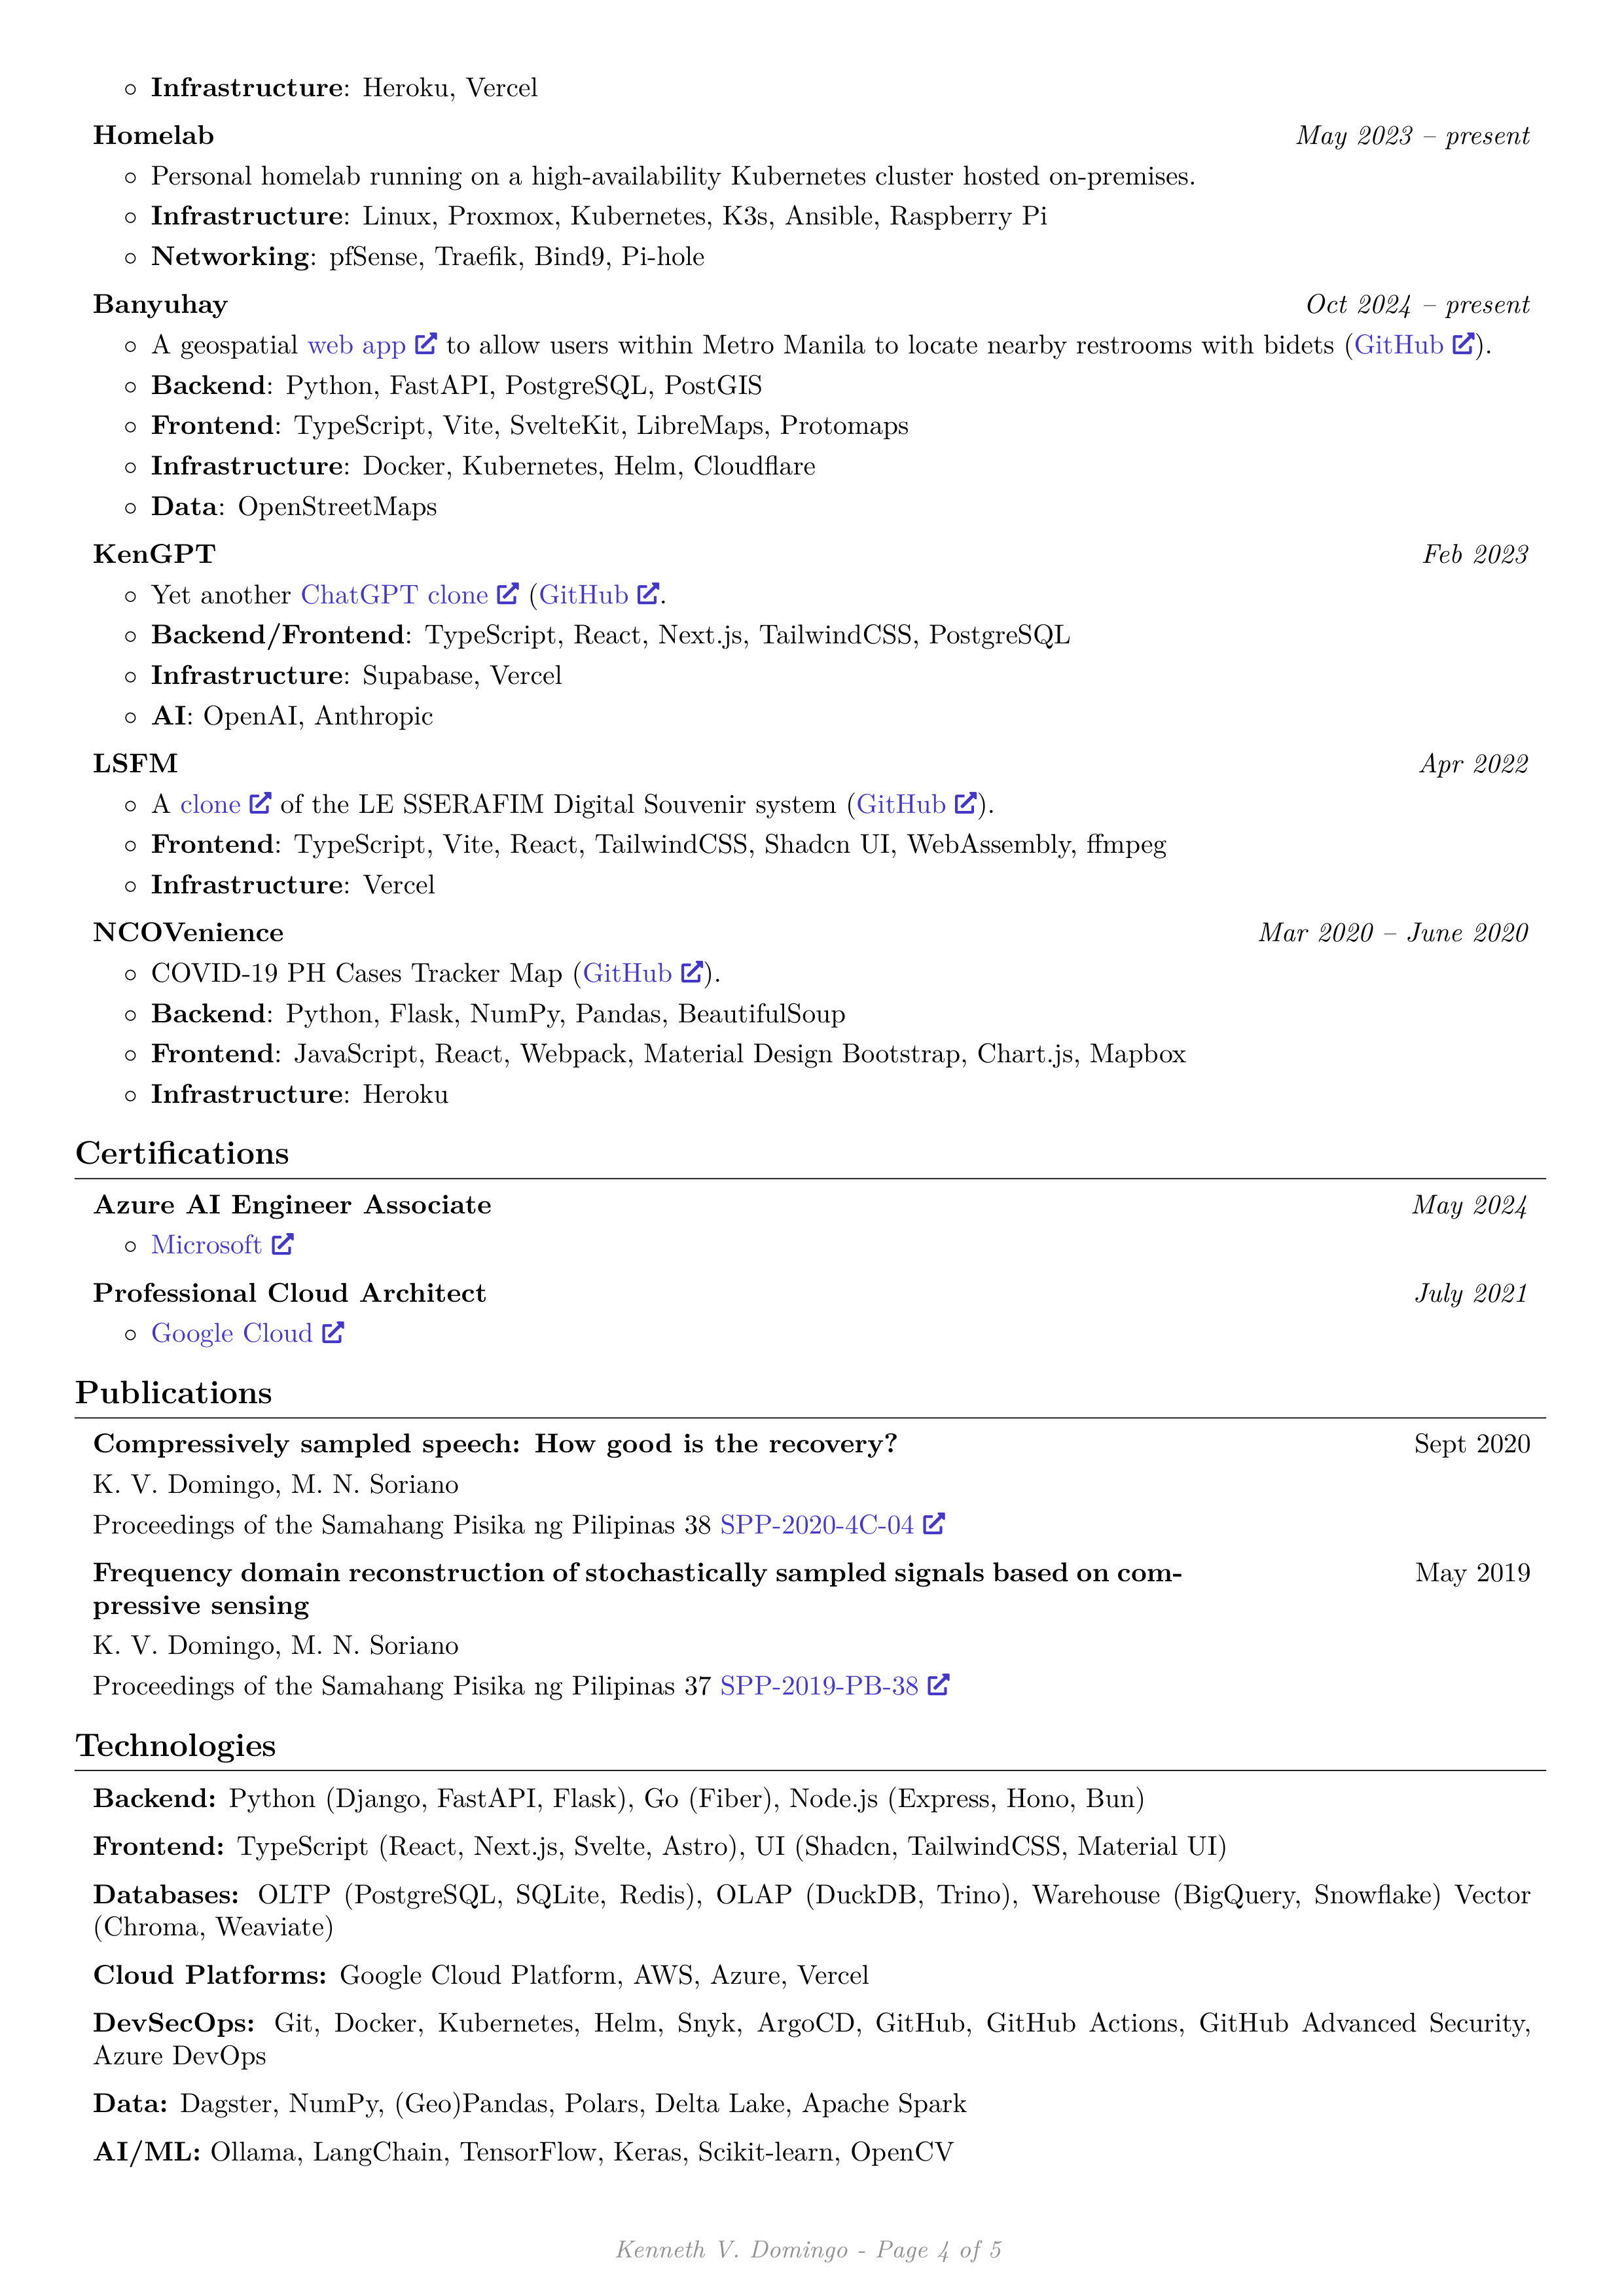 ◦ Infrastructure: Heroku, Vercel
Homelab May 2023 – present
◦ Personal homelab running on a high-availability Kubernetes cluster hosted on-premises.
◦ Infrastructure: Linux, Proxmox, Kubernetes, K3s, Ansible, Raspberry Pi
◦ Networking: pfSense, Traefik, Bind9, Pi-hole
Banyuhay Oct 2024 – present
◦ A geospatial web app to allow users within Metro Manila to locate nearby restrooms with bidets (GitHub).
◦ Backend: Python, FastAPI, PostgreSQL, PostGIS
◦ Frontend: TypeScript, Vite, SvelteKit, LibreMaps, Protomaps
◦ Infrastructure: Docker, Kubernetes, Helm, Cloudflare
◦ Data: OpenStreetMaps
KenGPT Feb 2023
◦ Yet another ChatGPT clone (GitHub.
◦ Backend/Frontend: TypeScript, React, Next.js, TailwindCSS, PostgreSQL
◦ Infrastructure: Supabase, Vercel
◦ AI: OpenAI, Anthropic
LSFM Apr 2022
◦ A clone of the LE SSERAFIM Digital Souvenir system (GitHub).
◦ Frontend: TypeScript, Vite, React, TailwindCSS, Shadcn UI, WebAssembly, ffmpeg
◦ Infrastructure: Vercel
NCOVenience Mar 2020 – June 2020
◦ COVID-19 PH Cases Tracker Map (GitHub).
◦ Backend: Python, Flask, NumPy, Pandas, BeautifulSoup
◦ Frontend: JavaScript, React, Webpack, Material Design Bootstrap, Chart.js, Mapbox
◦ Infrastructure: Heroku
Certifications
Azure AI Engineer Associate May 2024
◦ Microsoft
Professional Cloud Architect July 2021
◦ Google Cloud
Publications
Compressively sampled speech: How good is the recovery? Sept 2020
K. V. Domingo, M. N. Soriano
Proceedings of the Samahang Pisika ng Pilipinas 38 SPP-2020-4C-04
Frequency domain reconstruction of stochastically sampled signals based on com- May 2019
pressive sensing
K. V. Domingo, M. N. Soriano
Proceedings of the Samahang Pisika ng Pilipinas 37 SPP-2019-PB-38
Technologies
Backend: Python (Django, FastAPI, Flask), Go (Fiber), Node.js (Express, Hono, Bun)
Frontend: TypeScript (React, Next.js, Svelte, Astro), UI (Shadcn, TailwindCSS, Material UI)
Databases: OLTP (PostgreSQL, SQLite, Redis), OLAP (DuckDB, Trino), Warehouse (BigQuery, Snowflake) Vector
(Chroma, Weaviate)
Cloud Platforms: Google Cloud Platform, AWS, Azure, Vercel
DevSecOps: Git, Docker, Kubernetes, Helm, Snyk, ArgoCD, GitHub, GitHub Actions, GitHub Advanced Security,
Azure DevOps
Data: Dagster, NumPy, (Geo)Pandas, Polars, Delta Lake, Apache Spark
AI/ML: Ollama, LangChain, TensorFlow, Keras, Scikit-learn, OpenCV
Kenneth V. Domingo - Page 4 of 5